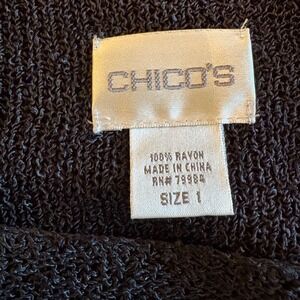 CHICO'S
100% RAYON
MADE IN CHINA
RN# 79984
SIZE 1